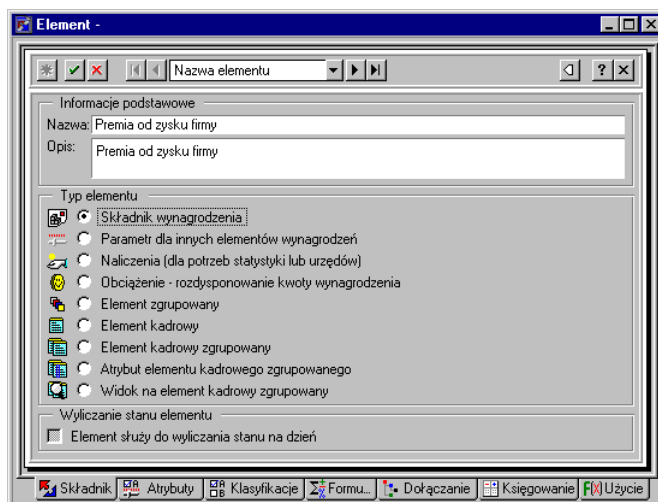 Element -
Nazwa elementu
?
Informacje podstawowe
Nazwa: Premia od zysku firmy
Opis: Premia od zysku firmy
Typ elementu
Składnik wynagrodzenia
Parametr dla innych elementów wynagrodzeń
Naliczenia (dla potrzeb statystyki lub urzędów)
Obciążenie - rozdysponowanie kwoty wynagrodzenia
Element zgrupowany
Element kadrowy
Element kadrowy zgrupowany
Atrybut elementu kadrowego zgrupowanego
Widok na element kadrowy zgrupowany
Wyliczanie stanu elementu
Element służy do wyliczania stanu na dzień
Składnik Atrybuty Klasyfikacje Formu... Dołączanie Księgowanie F(X) Użycie